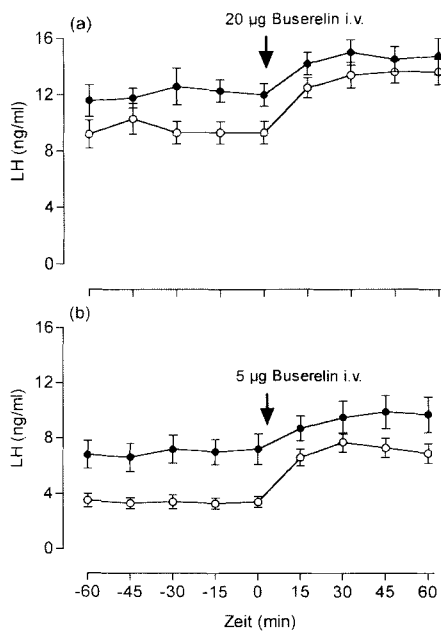 (a)
20 µg Buserelin i.v.
16
12
8
4
0
LH (ng/ml)
(b)
5 µg Buserelin i.v.
16
12
8
4
0
LH (ng/ml)
-60 -45 -30 -15 0 15 30 45 60
Zeit (min)